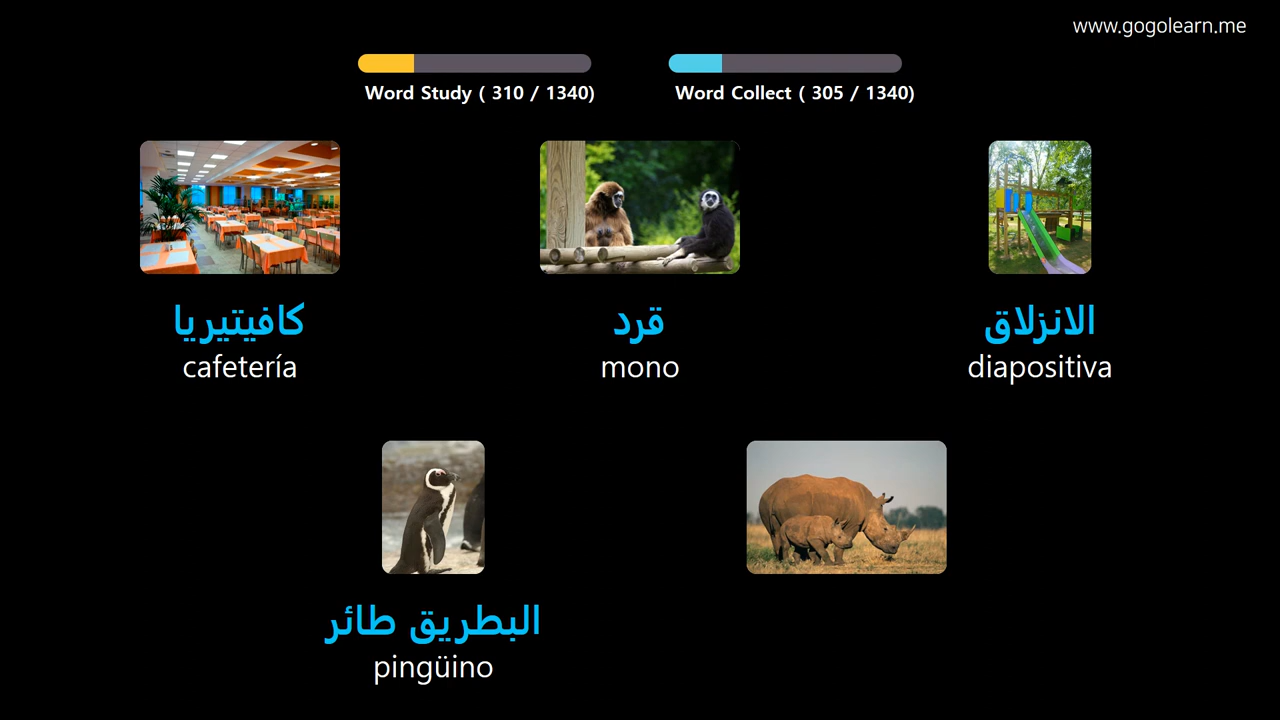 www.gogolearn.me
Word Study ( 310 / 1340)
Word Collect ( 305 / 1340)
كافيتيريا
cafetería
قرد
mono
الانزلاق
diapositiva
البطريق طائر
pingüino